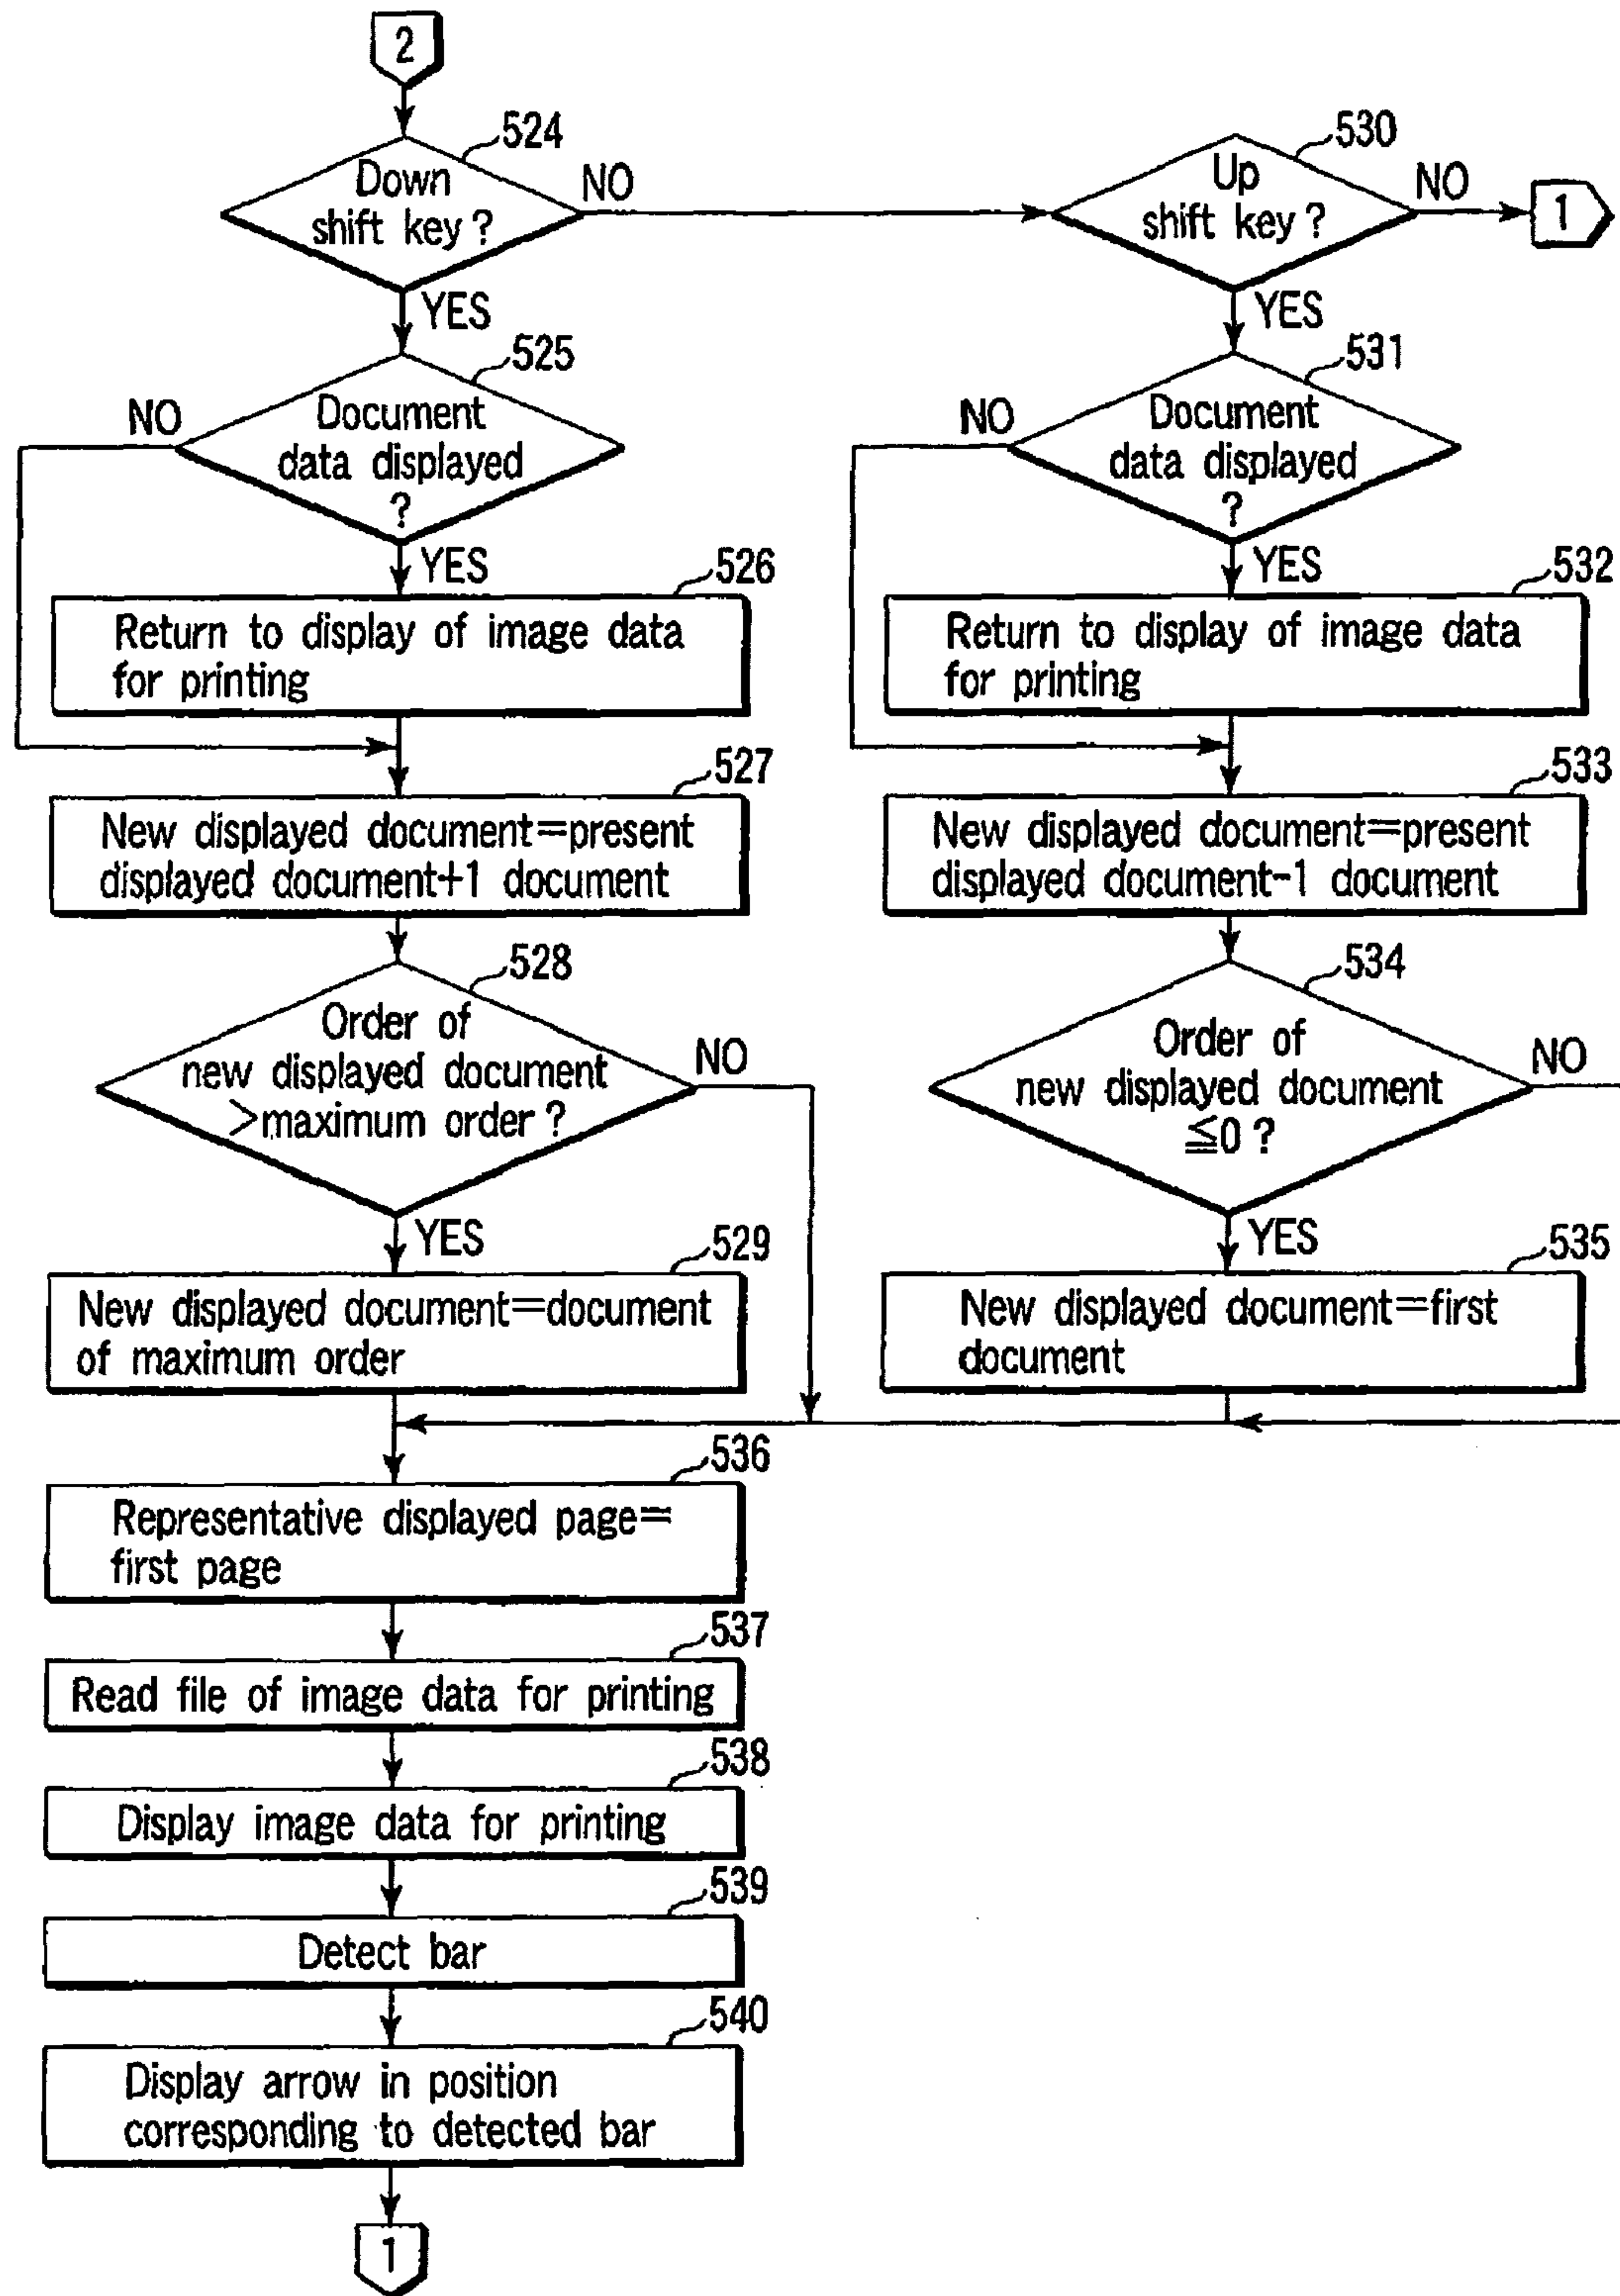 2
524
Down
shift key?
NO
YES
530
Up
shift key?
NO
1
YES
525
Document
data displayed
?
NO
YES
531
Document
data displayed
?
NO
YES
526
Return to display of image data
for printing
532
Return to display of image data
for printing
527
New displayed document=present
displayed document+1 document
533
New displayed document=present
displayed document-1 document
528
Order of
new displayed document
>maximum order?
NO
YES
534
Order of
new displayed document
≦0?
NO
YES
529
New displayed document=document
of maximum order
535
New displayed document=first
document
536
Representative displayed page=
first page
537
Read file of image data for printing
538
Display image data for printing
539
Detect bar
540
Display arrow in position
corresponding to detected bar
1